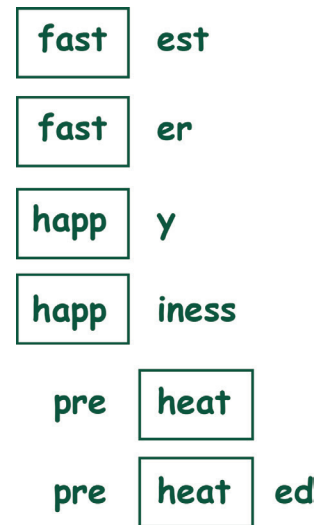 fast est
fast er
happ y
happ iness
pre heat
pre heat ed